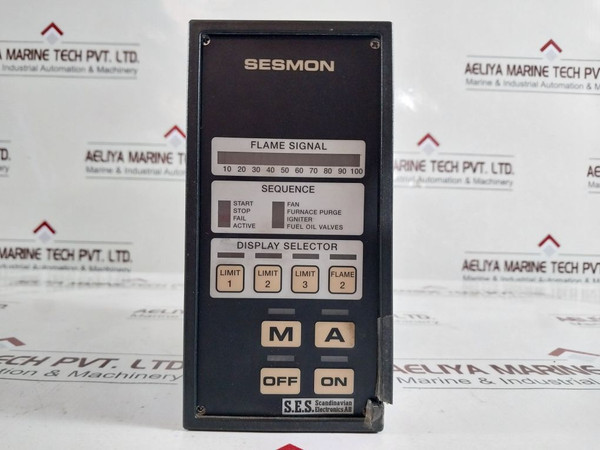 SESMON
FLAME SIGNAL
10 20 30 40 50 60 70 80 90 100
SEQUENCE
START
STOP
FAIL
ACTIVE
FAN
FURNACE PURGE
IGNITER
FUEL OIL VALVES
DISPLAY SELECTOR
LIMIT 1
LIMIT 2
LIMIT 3
FLAME 2
M A
OFF ON
S.E.S. Scandinavian
Electronics AB
AELIYA MARINE TECH PVT. LTD.
Marine & Industrial Automation & Machinery